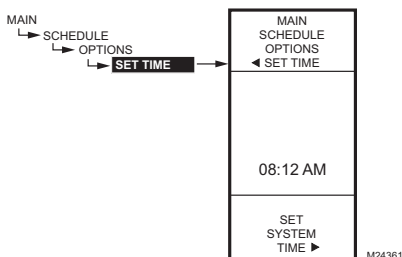 MAIN
SCHEDULE
OPTIONS
SET TIME
MAIN
SCHEDULE
OPTIONS
◄ SET TIME
08:12 AM
SET
SYSTEM
TIME ►
M24361